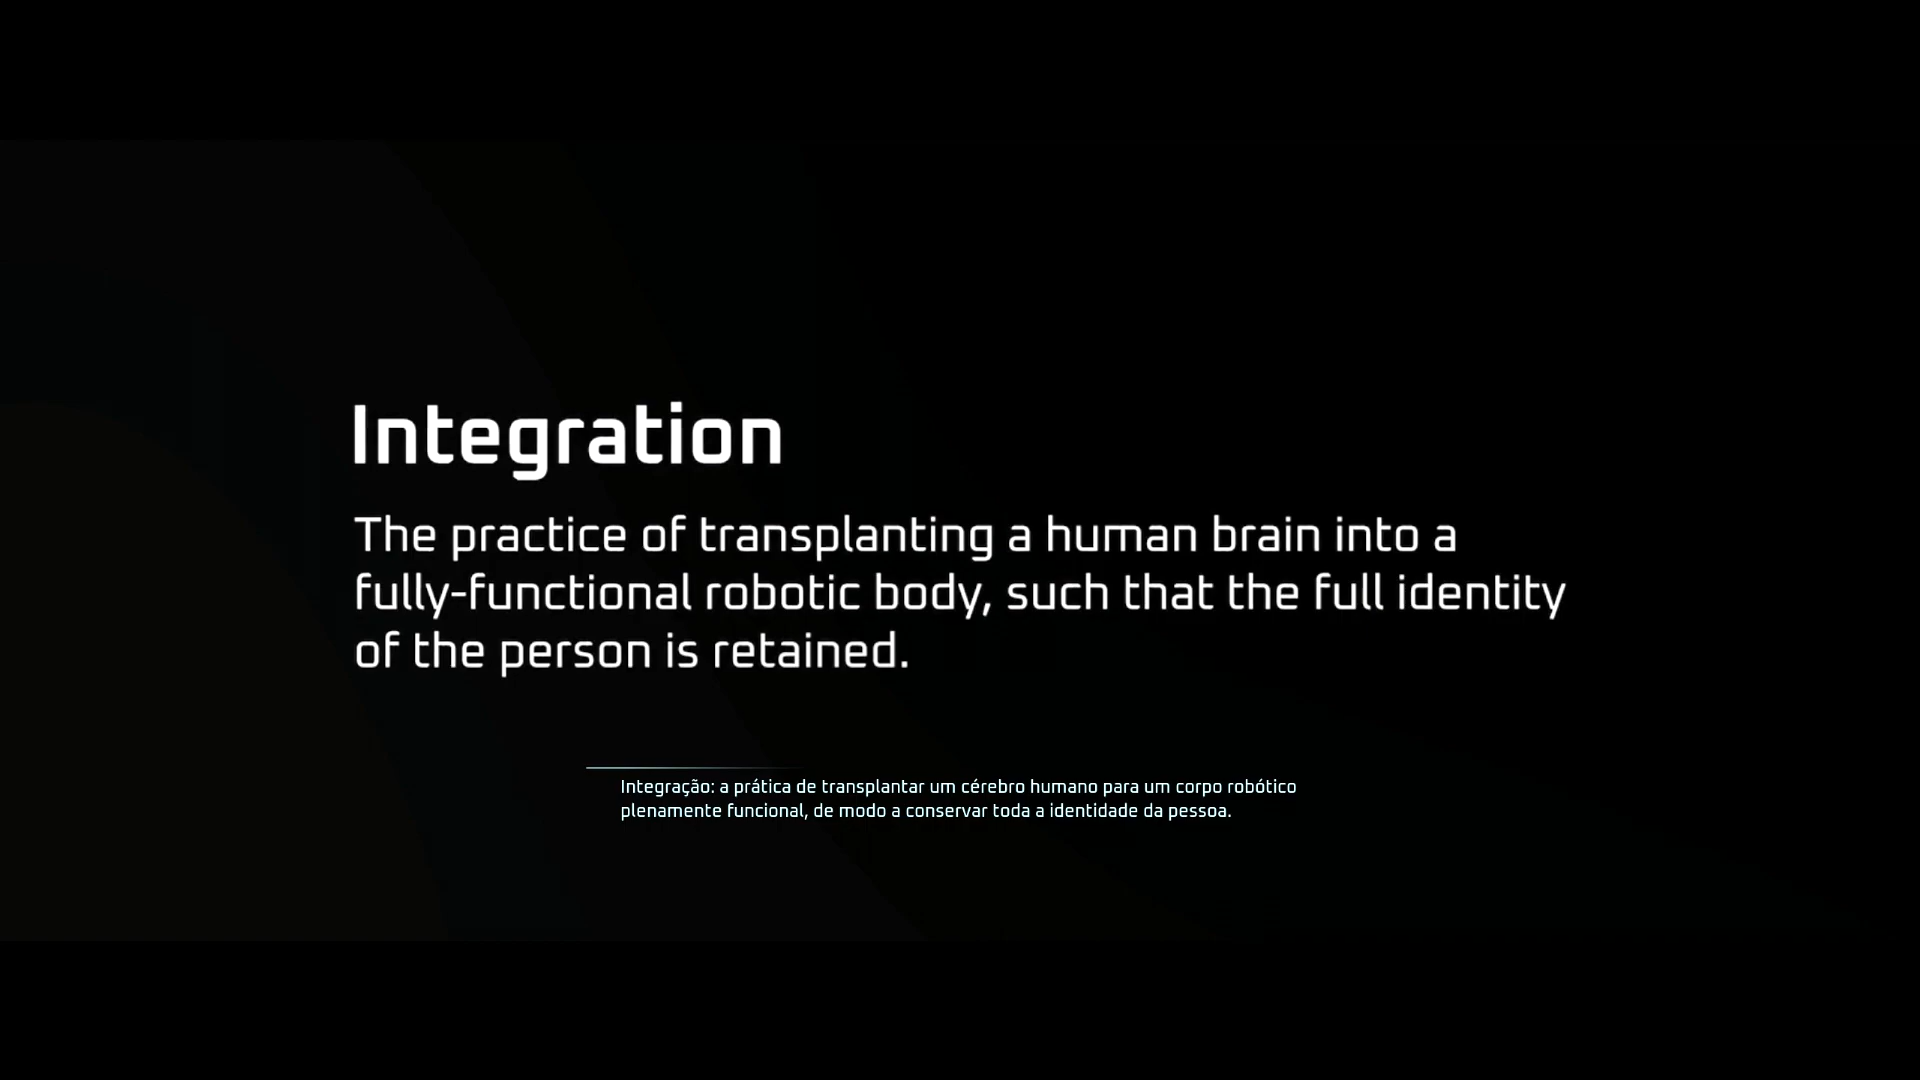 Integration
The practice of transplanting a human brain into a
fully-functional robotic body, such that the full identity
of the person is retained.
Integração: a prática de transplantar um cérebro humano para um corpo robótico
plenamente funcional, de modo a conservar toda a identidade da pessoa.